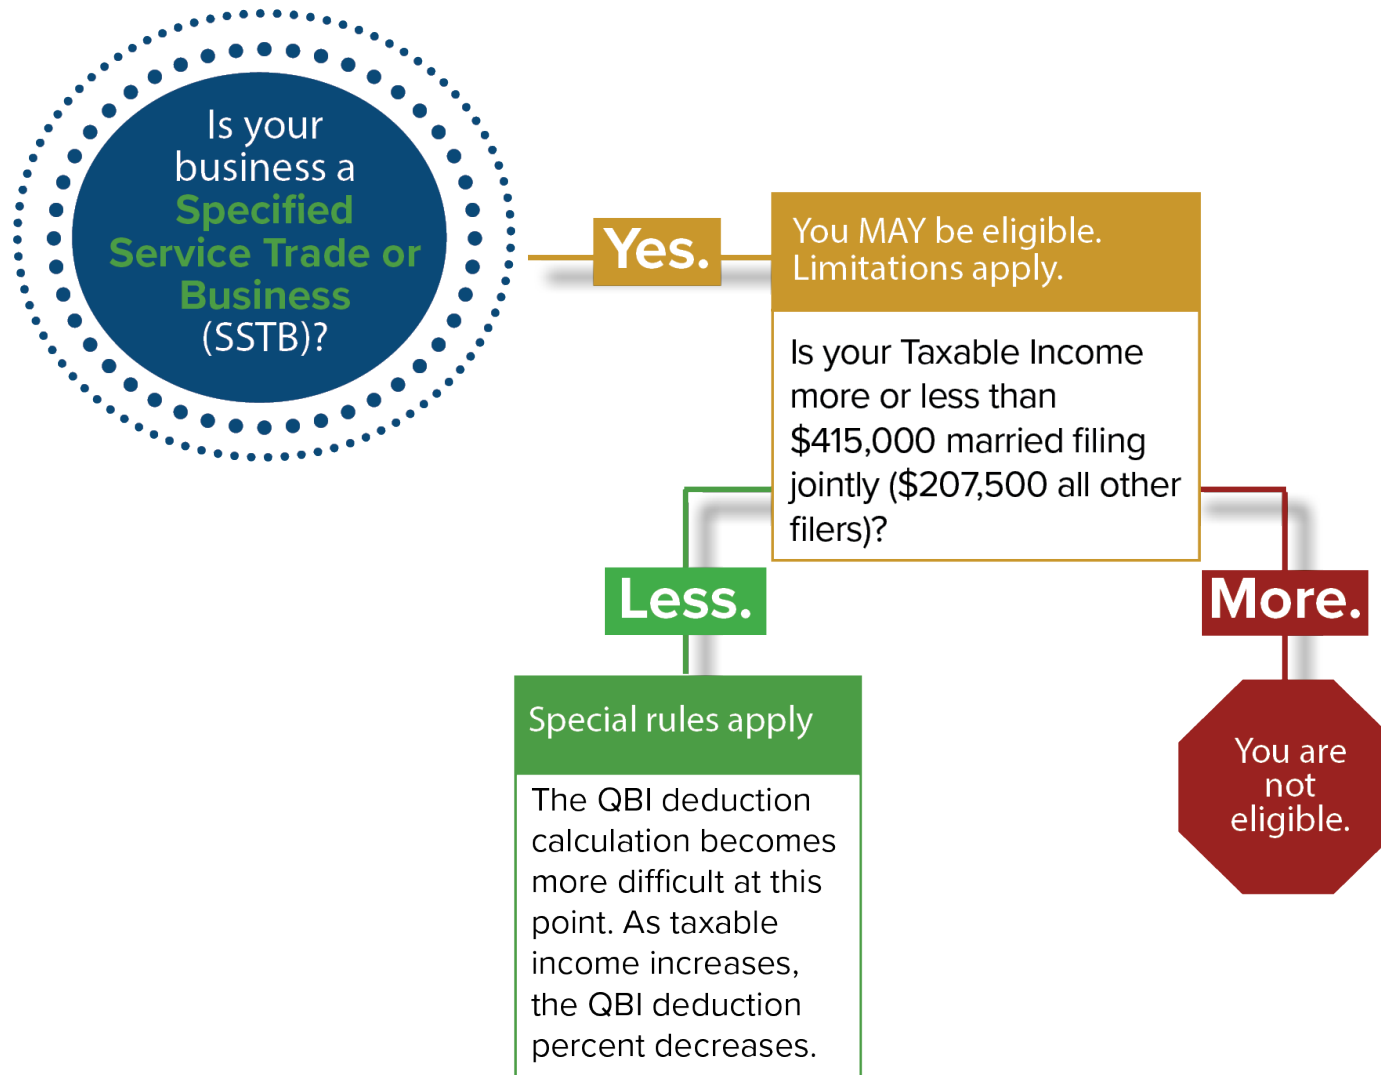 Is your
business a
Specified
Service Trade or
Business
(SSTB)?
Yes.
You MAY be eligible.
Limitations apply.
Is your Taxable Income
more or less than
$415,000 married filing
jointly ($207,500 all other
filers)?
Less.
More.
Special rules apply
The QBI deduction
calculation becomes
more difficult at this
point. As taxable
income increases,
the QBI deduction
percent decreases.
You are
not
eligible.